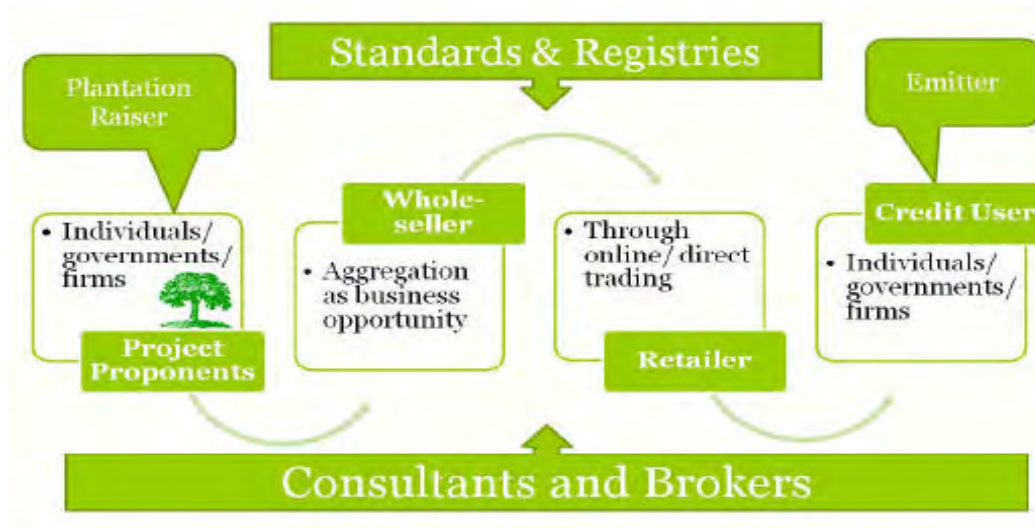 Standards & Registries
Plantation
Raiser
Emitter
• Individuals/
governments/
firms
Project
Proponents
Whole-
seller
• Aggregation
as business
opportunity
• Through
online/ direct
trading
Retailer
Credit User
• Individuals/
governments/
firms
Consultants and Brokers